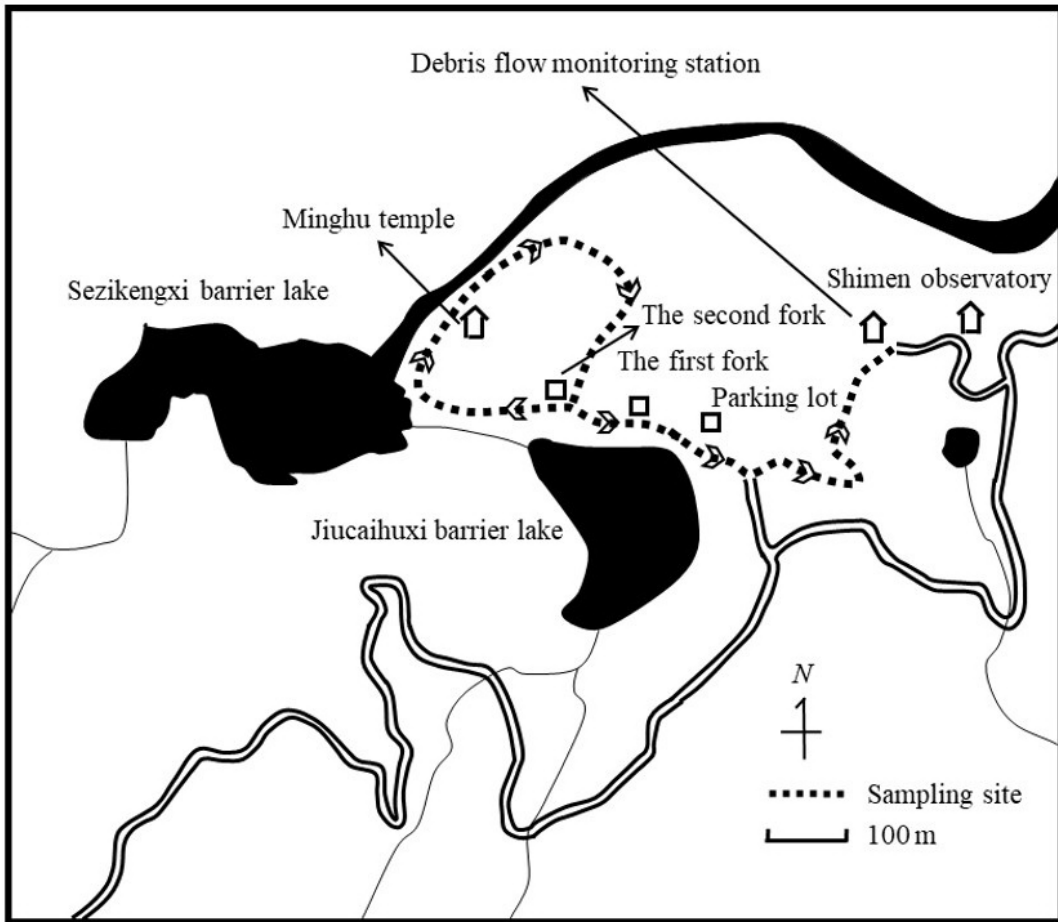 Debris flow monitoring station
Minghu temple
Sezikengxi barrier lake
Shimen observatory
The second fork
The first fork
Parking lot
Jiucaihuxi barrier lake
N
Sampling site
100 m